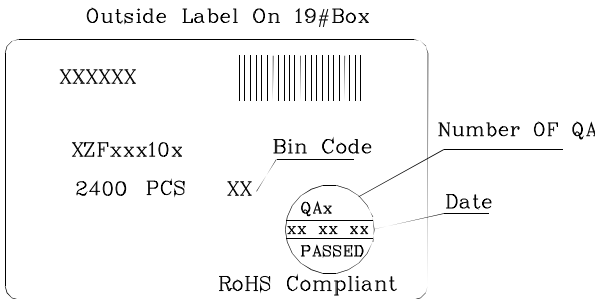 Outside Label On 19#Box
XXXXXX
Number OF QA
XZFxxx10x
Bin Code
2400 PCS XX
Date
QAx
xx xx xx
PASSED
RoHS Compliant